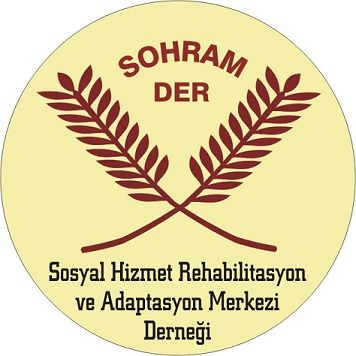 SOHRAM
DER
Sosyal Hizmet Rehabilitasyon
ve Adaptasyon Merkezi
Derneği